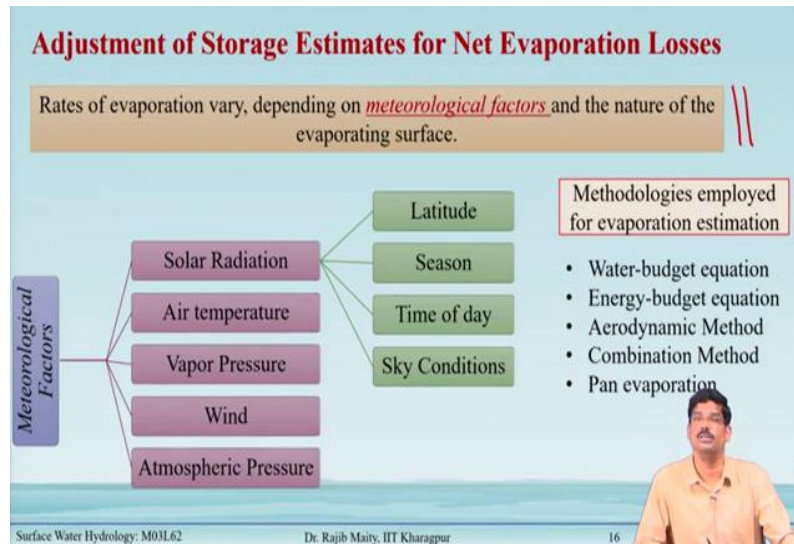 Adjustment of Storage Estimates for Net Evaporation Losses
Rates of evaporation vary, depending on meteorological factors and the nature of the
evaporating surface.
Meteorological
Factors
Solar Radiation
Air temperature
Vapor Pressure
Wind
Atmospheric Pressure
Latitude
Season
Time of day
Sky Conditions
Methodologies employed
for evaporation estimation
• Water-budget equation
• Energy-budget equation
• Aerodynamic Method
• Combination Method
• Pan evaporation
Surface Water Hydrology: M03L62
Dr. Rajib Maity, IIT Kharagpur
16